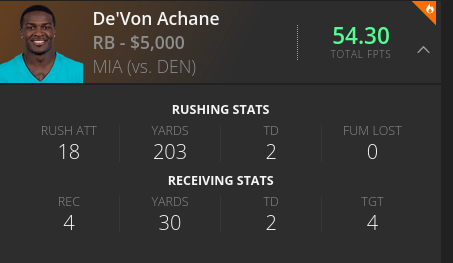 De'Von Achane
RB - $5,000
MIA (vs. DEN)
54.30
TOTAL FPTS
RUSHING STATS
RUSH ATT YARDS TD FUM LOST
18 203 2 0
RECEIVING STATS
REC YARDS TD TGT
4 30 2 4